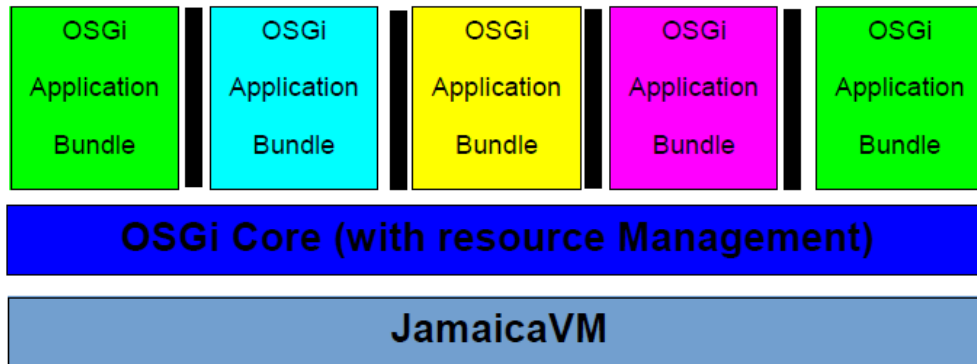 OSGi
Application
Bundle
OSGi
Application
Bundle
OSGi
Application
Bundle
OSGi
Application
Bundle
OSGi
Application
Bundle
OSGi Core (with resource Management)
JamaicaVM